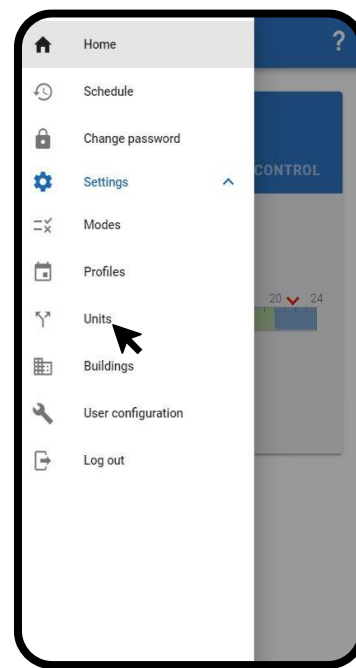 Home
?
Schedule
Change password
CONTROL
Settings
Modes
Profiles
20 24
Units
Buildings
User configuration
Log out